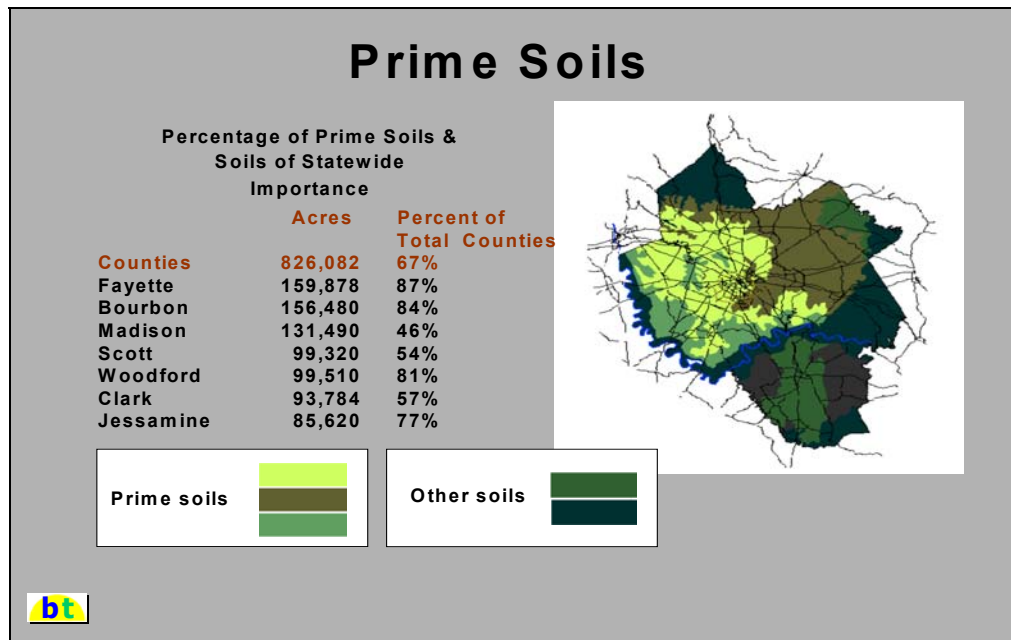 Prime Soils
Percentage of Prime Soils &
Soils of Statewide
Importance
Acres Percent of
Total Counties
Counties 826,082 67%
Fayette 159,878 87%
Bourbon 156,480 84%
Madison 131,490 46%
Scott 99,320 54%
Woodford 99,510 81%
Clark 93,784 57%
Jessamine 85,620 77%
Prime soils
Other soils
bt